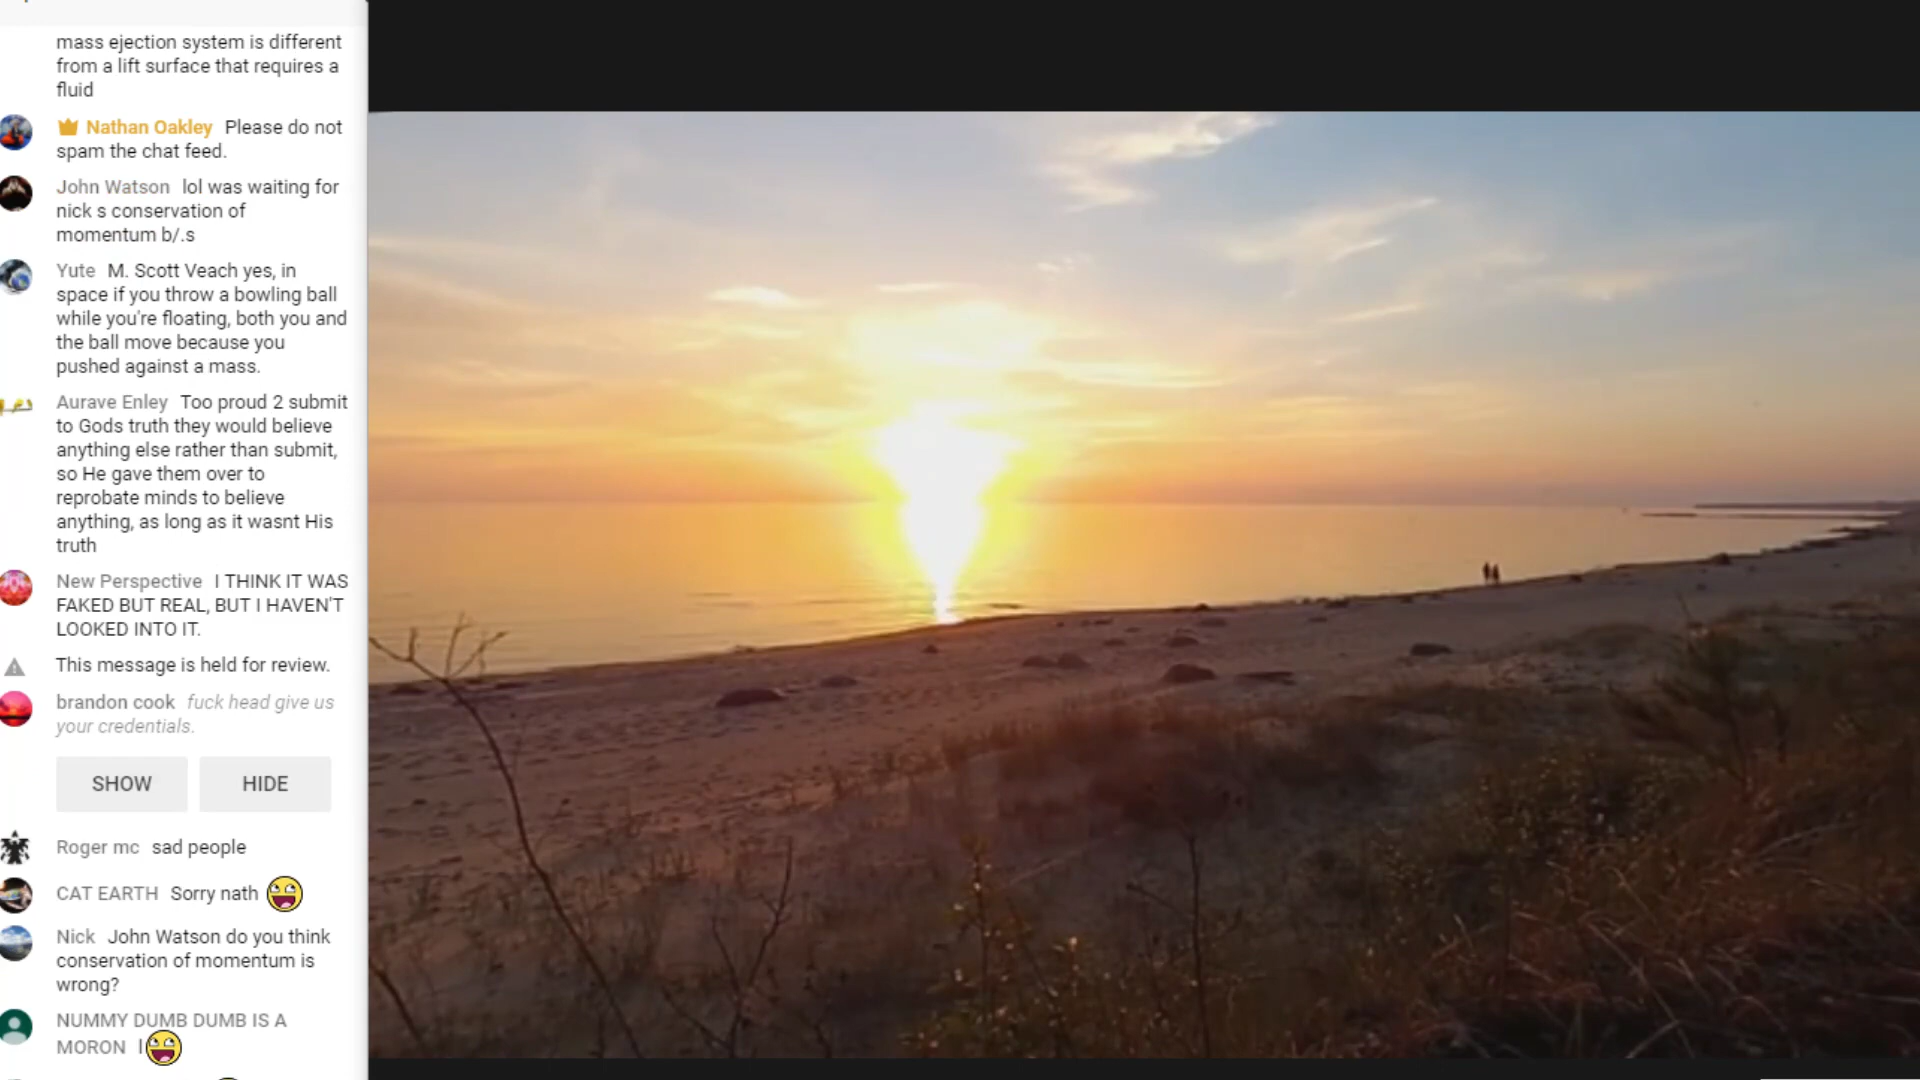 mass ejection system is different
from a lift surface that requires a
fluid
Nathan Oakley Please do not
spam the chat feed.
John Watson lol was waiting for
nick s conservation of
momentum b/.s
Yute M. Scott Veach yes, in
space if you throw a bowling ball
while you're floating, both you and
the ball move because you
pushed against a mass.
Aurave Enley Too proud 2 submit
to Gods truth they would believe
anything else rather than submit,
so He gave them over to
reprobate minds to believe
anything, as long as it wasnt His
truth
New Perspective I THINK IT WAS
FAKED BUT REAL, BUT I HAVEN'T
LOOKED INTO IT.
This message is held for review.
brandon cook fuck head give us
your credentials.
SHOW HIDE
Roger mc sad people
CAT EARTH Sorry nath
Nick John Watson do you think
conservation of momentum is
wrong?
NUMMY DUMB DUMB IS A
MORON I